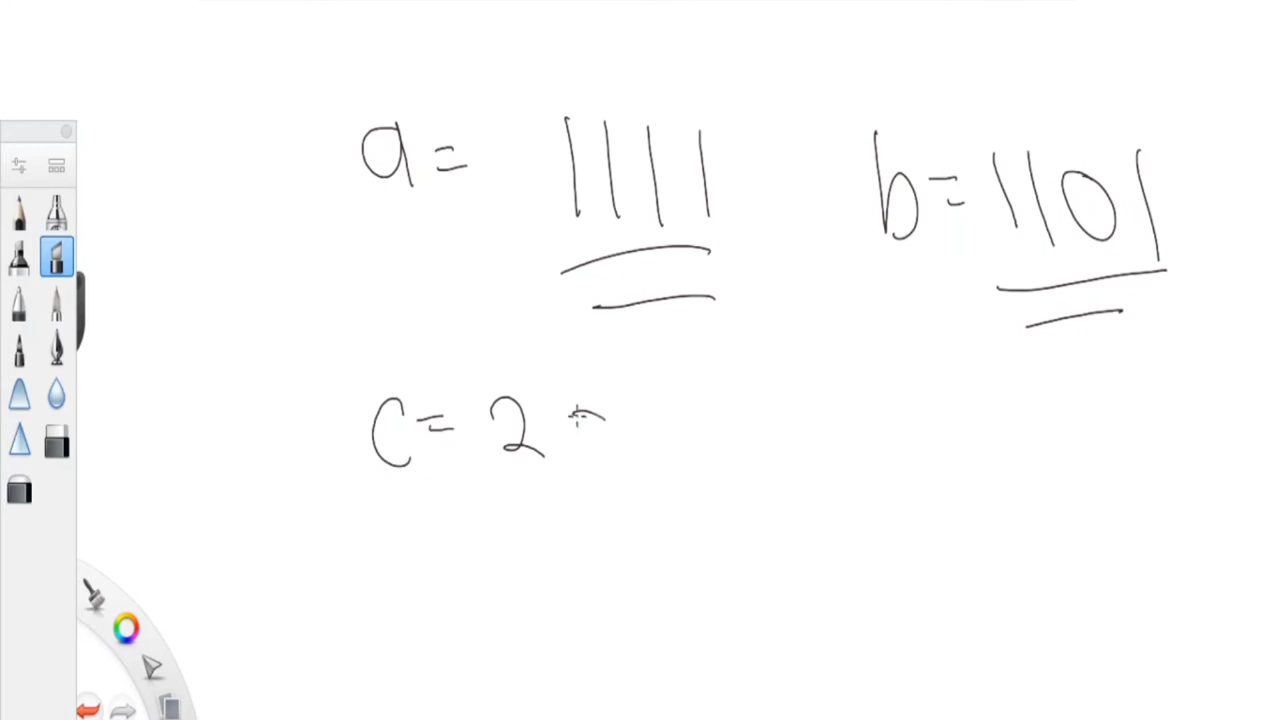 a = 1111 b = 1101
c = 2